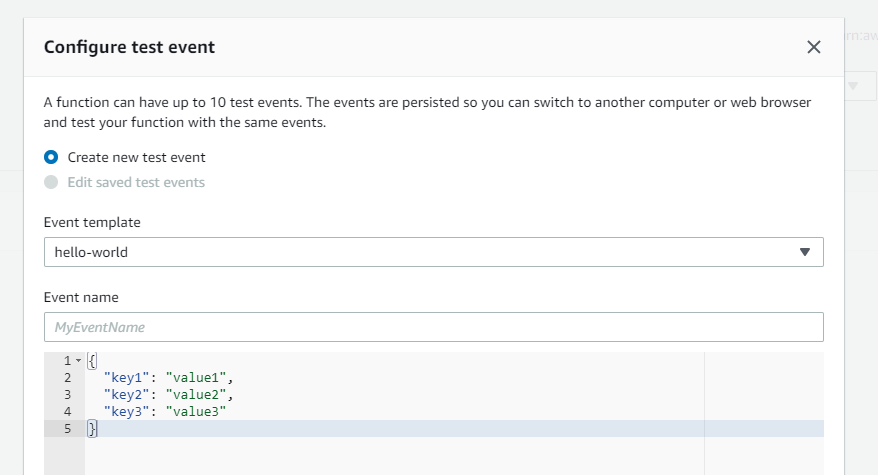 Configure test event
rn:aw
A function can have up to 10 test events. The events are persisted so you can switch to another computer or web browser
and test your function with the same events.
Create new test event
Edit saved test events
Event template
hello-world
Event name
MyEventName
1 {
2 "key1": "value1",
3 "key2": "value2",
4 "key3": "value3"
5 }